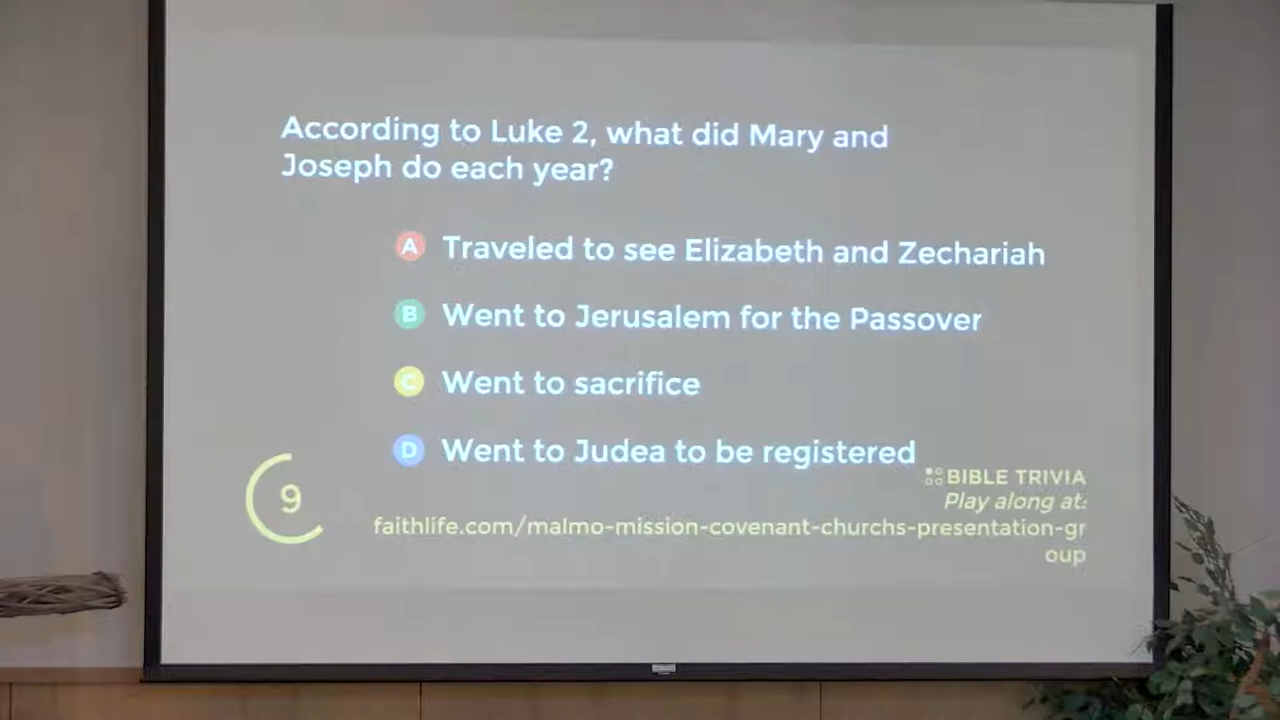 According to Luke 2, what did Mary and
Joseph do each year?
A Traveled to see Elizabeth and Zechariah
B Went to Jerusalem for the Passover
C Went to sacrifice
D Went to Judea to be registered
9
BIBLE TRIVIA
Play along at:
faithlife.com/malmo-mission-covenant-churchs-presentation-gr
oup